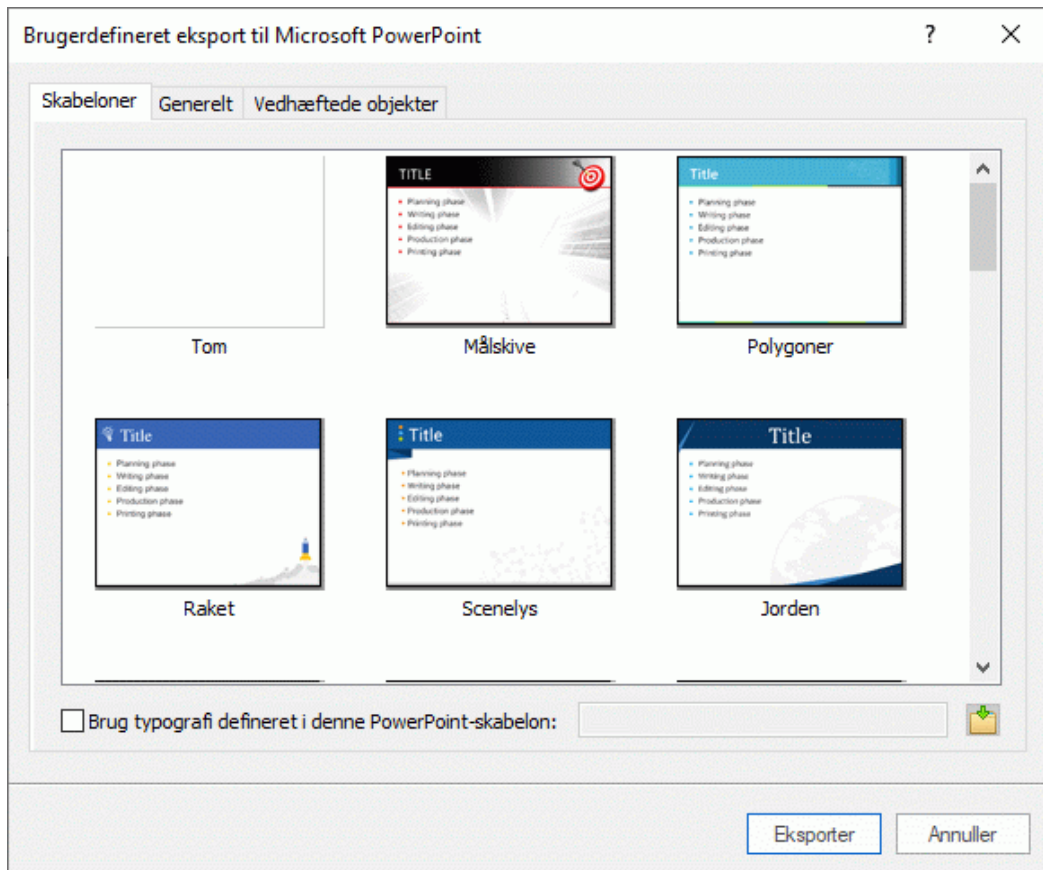 Brugerdefineret eksport til Microsoft PowerPoint ?
Skabeloner Generelt Vedhæftede objekter
TITLE
• Planning phase
• Writing phase
• Editing phase
• Production phase
• Printing phase
Title
• Planning phase
• Writing phase
• Editing phase
• Production phase
• Printing phase
Tom Målskive Polygoner
Title
• Planning phase
• Writing phase
• Editing phase
• Production phase
• Printing phase
Title
• Planning phase
• Writing phase
• Editing phase
• Production phase
• Printing phase
Title
• Planning phase
• Writing phase
• Editing phase
• Production phase
• Printing phase
Raket Scenelys Jorden
Brug typografi defineret i denne PowerPoint-skabelon:
Eksporter Annuller